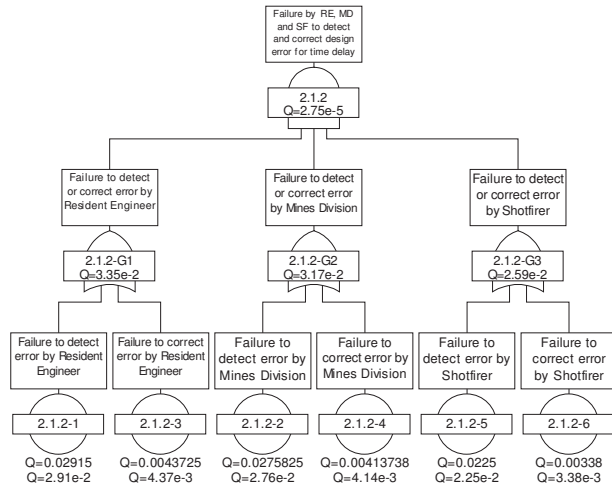 Failure by RE, MD
and SF to detect
and correct design
error for time delay
2.1.2
Q=2.75e-5
Failure to detect
or correct error by
Resident Engineer
Failure to detect
or correct error
by Mines Division
Failure to detect
or correct error
by Shotfirer
2.1.2-G1
Q=3.35e-2
2.1.2-G2
Q=3.17e-2
2.1.2-G3
Q=2.59e-2
Failure to detect
error by Resident
Engineer
Failure to correct
error by Resident
Engineer
Failure to
detect error by
Mines Division
Failure to
correct error by
Mines Division
Failure to
detect error by
Shotfirer
Failure to
correct error
by Shotfirer
2.1.2-1
2.1.2-3
2.1.2-2
2.1.2-4
2.1.2-5
2.1.2-6
Q=0.02915
Q=2.91e-2
Q=0.0043725
Q=4.37e-3
Q=0.0275825
Q=2.76e-2
Q=0.00413738
Q=4.14e-3
Q=0.0225
Q=2.25e-2
Q=0.00338
Q=3.38e-3